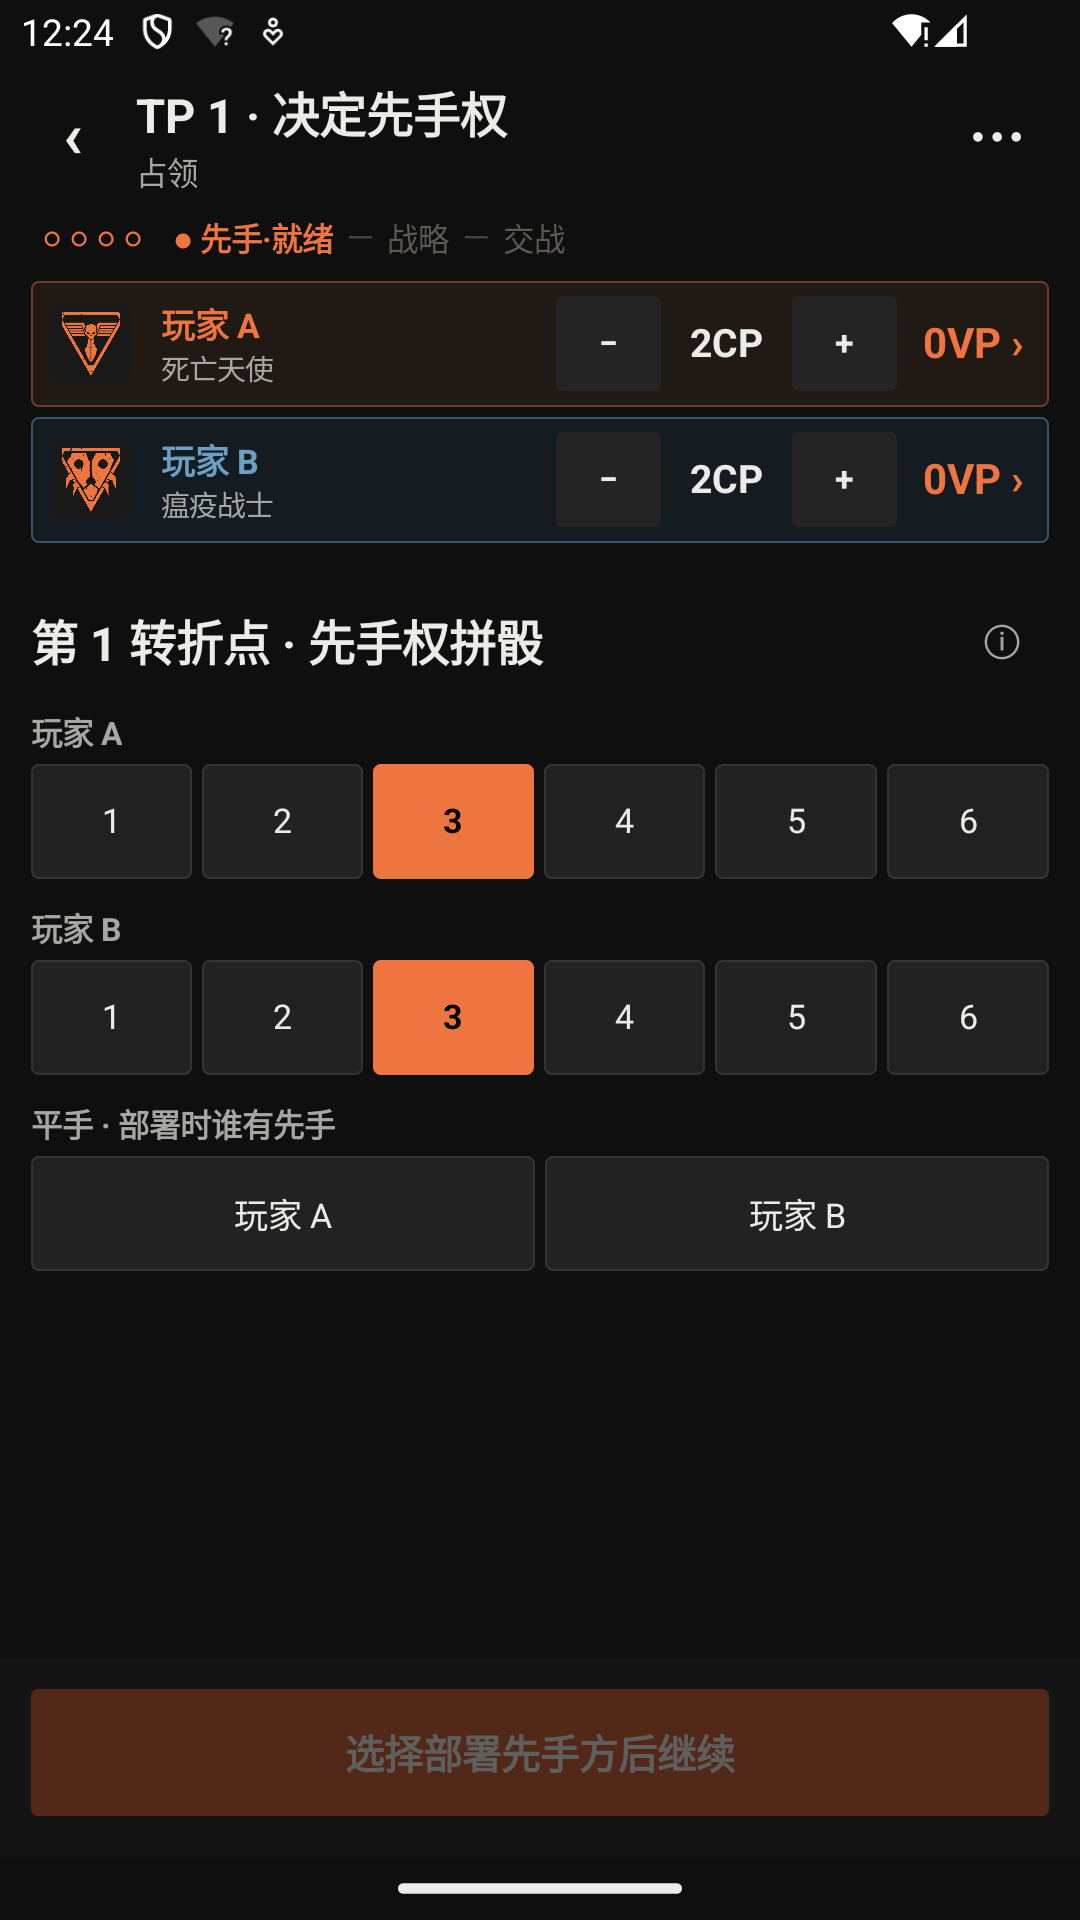 12:24
TP 1 · 决定先手权
占领
先手·就绪 — 战略 — 交战
玩家 A
死亡天使
− 2CP + 0VP ›
玩家 B
瘟疫战士
− 2CP + 0VP ›
第 1 转折点 · 先手权拼骰
玩家 A
1 2 3 4 5 6
玩家 B
1 2 3 4 5 6
平手 · 部署时谁有先手
玩家 A 玩家 B
选择部署先手方后继续